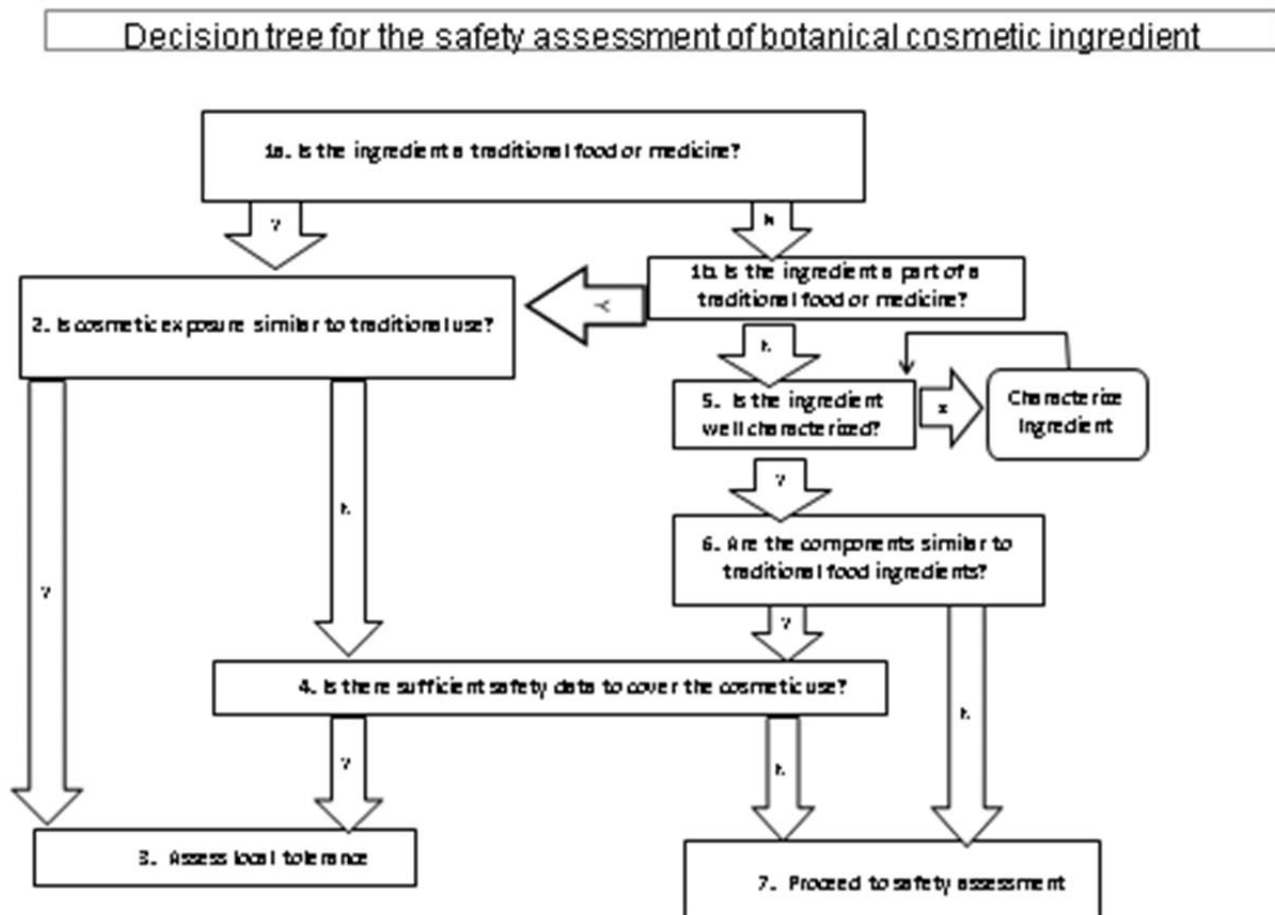 Decision tree for the safety assessment of botanical cosmetic ingredient
1a. Is the ingredient a traditional food or medicine?
Y
N
1b. Is the ingredient a part of a
traditional food or medicine?
Y
2. Is cosmetic exposure similar to traditional use?
N
5. Is the ingredient
well characterized?
Characterize
Ingredient
Y
6. Are the components similar to
traditional food ingredients?
Y
N
Y
N
4. Is there sufficient safety data to cover the cosmetic use?
Y
N
3. Assess local tolerance
7. Proceed to safety assessment